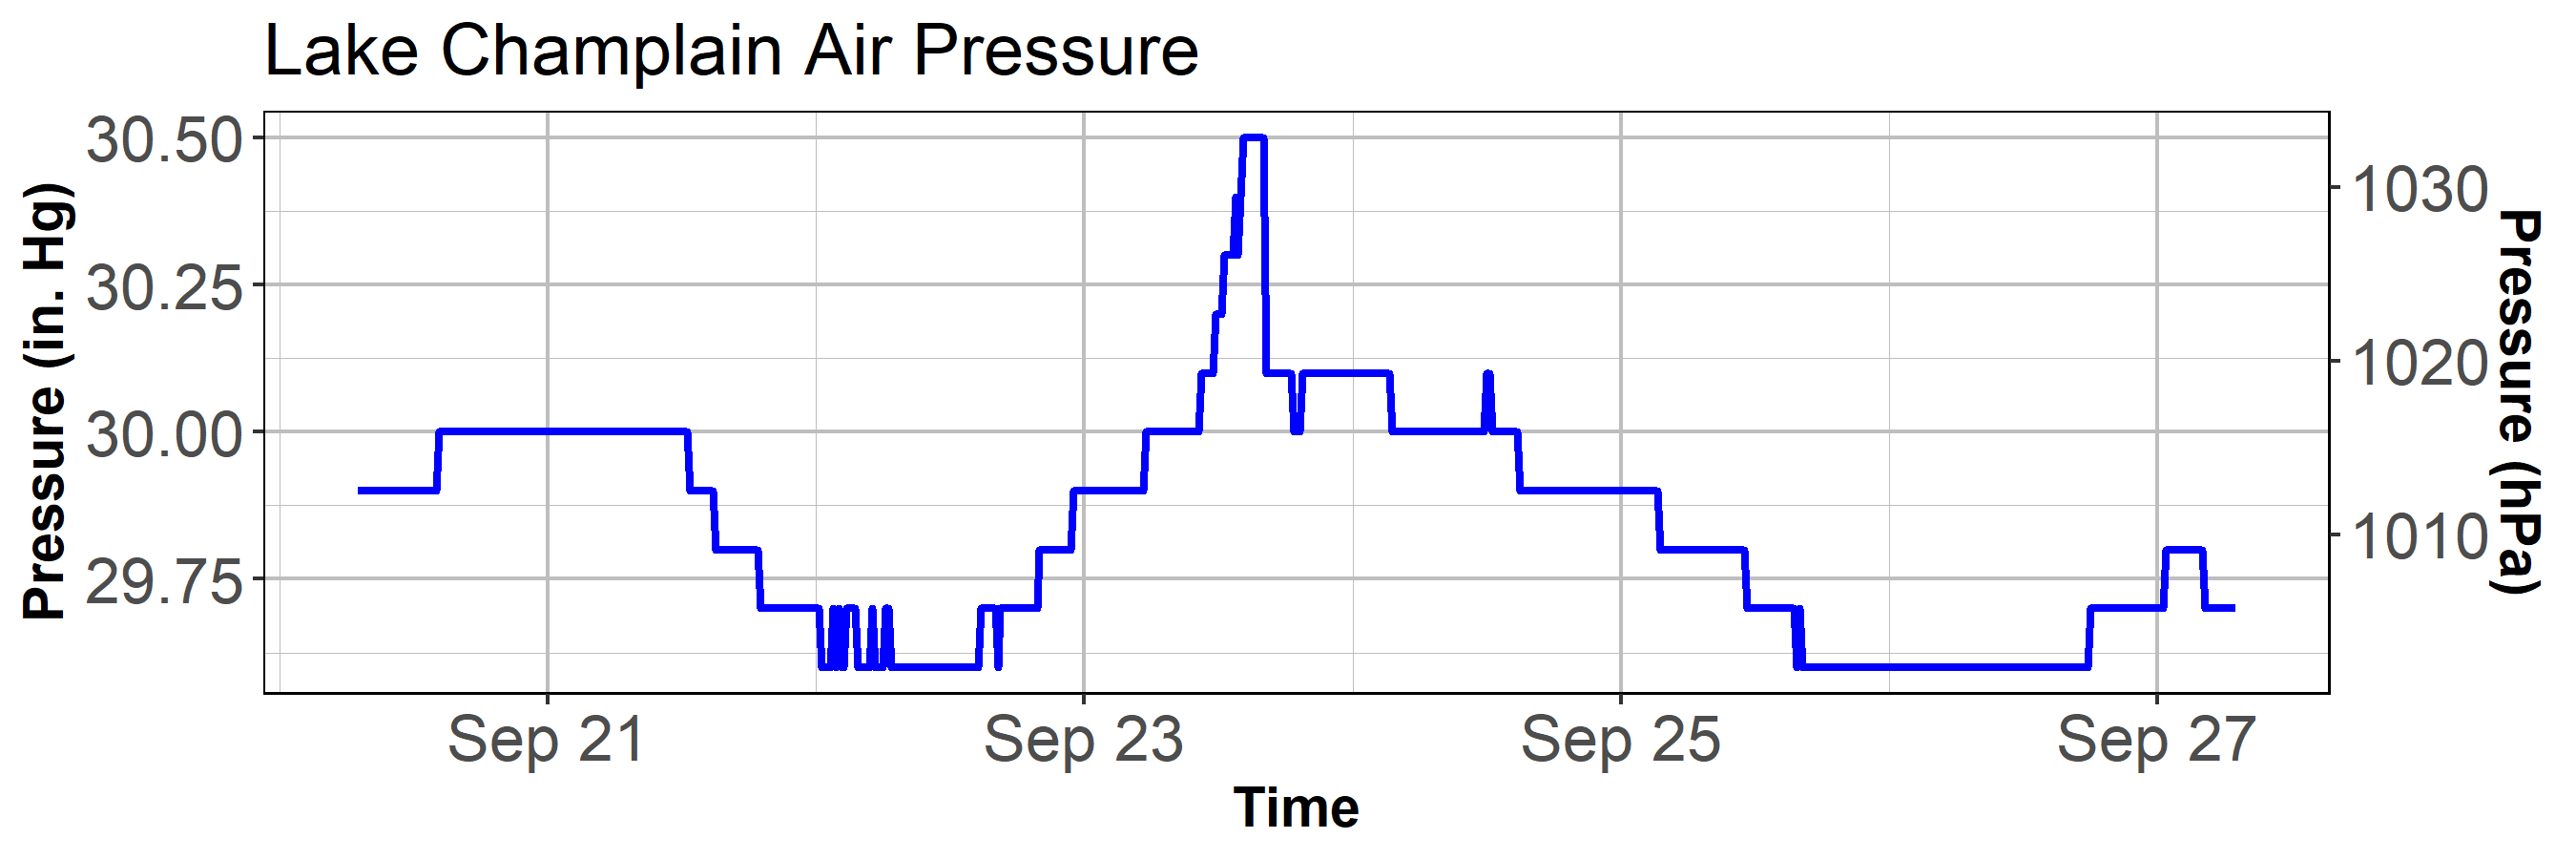 Lake Champlain Air Pressure
Pressure (in. Hg)
30.50
30.25
30.00
29.75
1030
1020
1010
Pressure (hPa)
Sep 21 Sep 23 Sep 25 Sep 27
Time